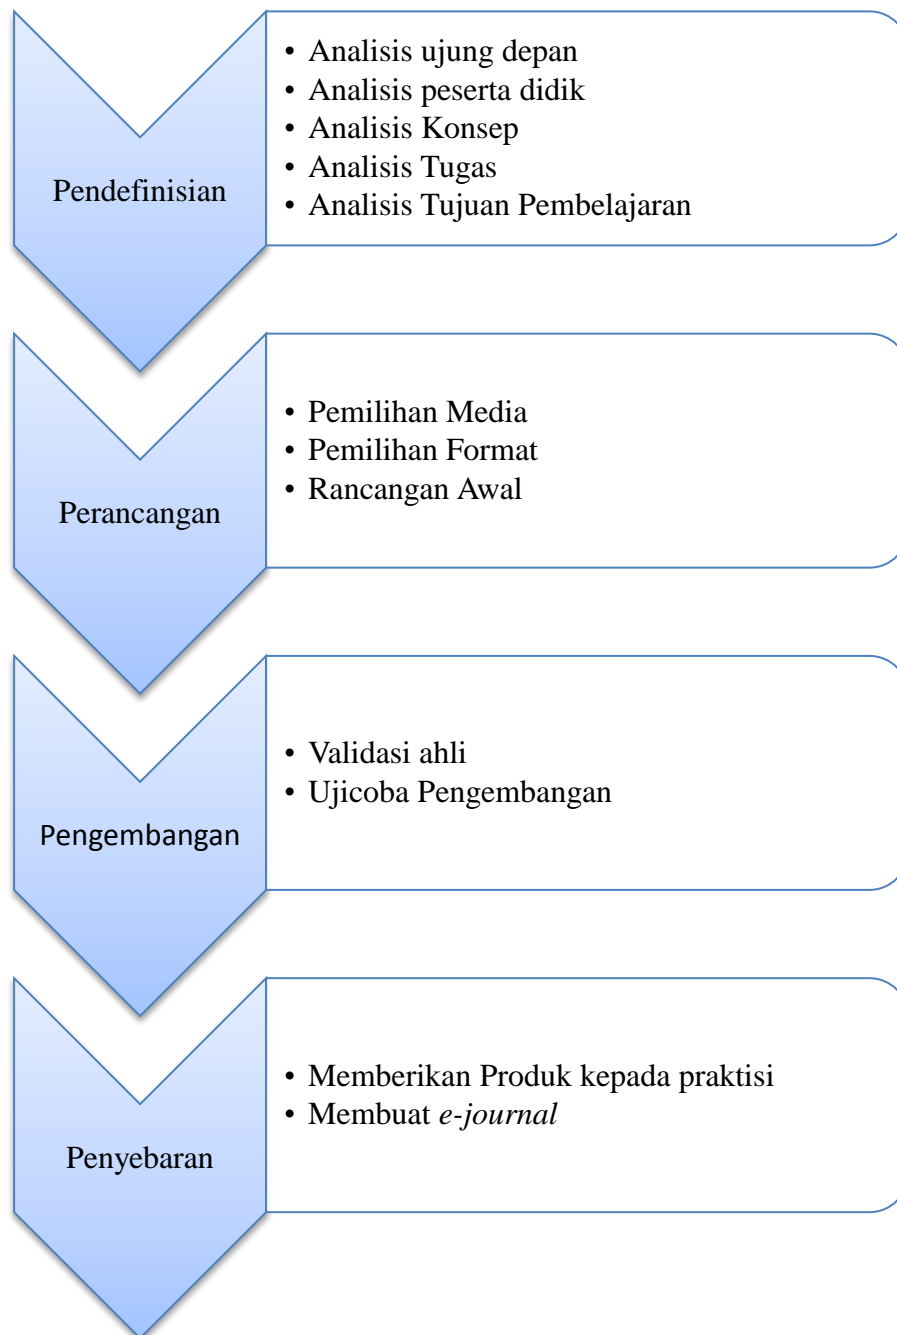 Pendefinisian
• Analisis ujung depan
• Analisis peserta didik
• Analisis Konsep
• Analisis Tugas
• Analisis Tujuan Pembelajaran
Perancangan
• Pemilihan Media
• Pemilihan Format
• Rancangan Awal
Pengembangan
• Validasi ahli
• Ujicoba Pengembangan
Penyebaran
• Memberikan Produk kepada praktisi
• Membuat e-journal